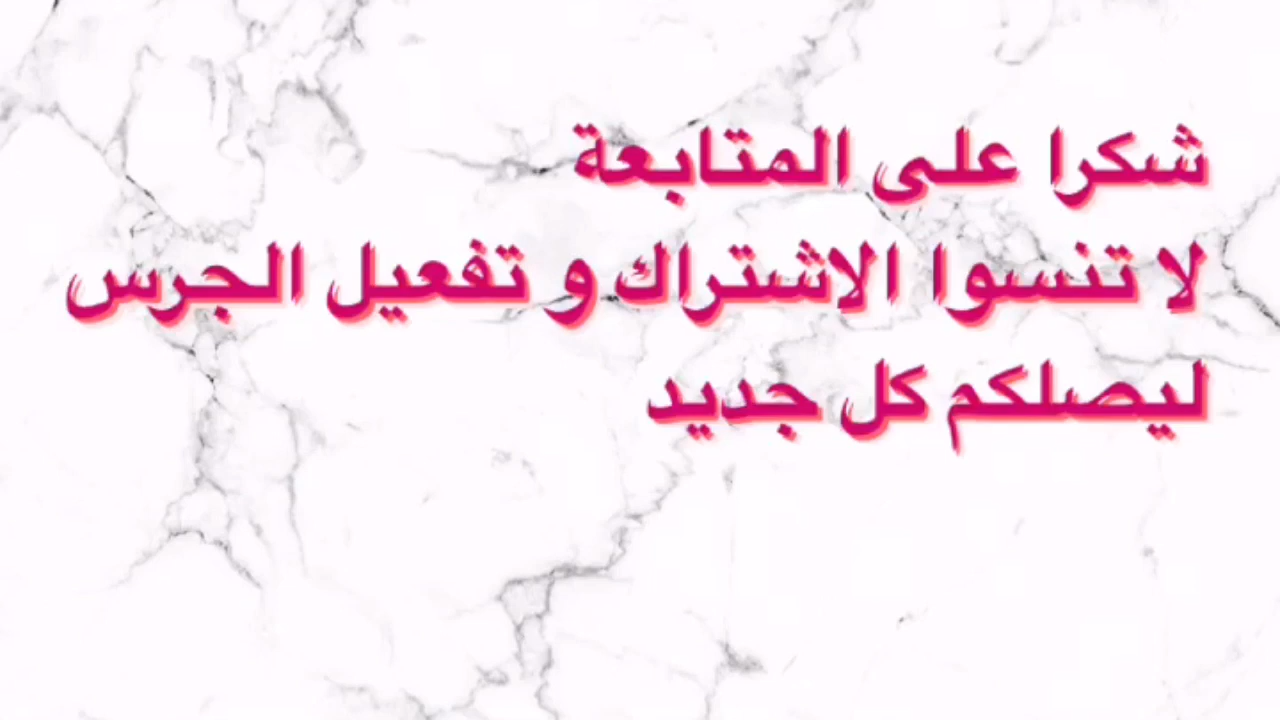 شكرا على المتابعة
لا تنسوا الاشتراك و تفعيل الجرس
ليصلكم كل جديد